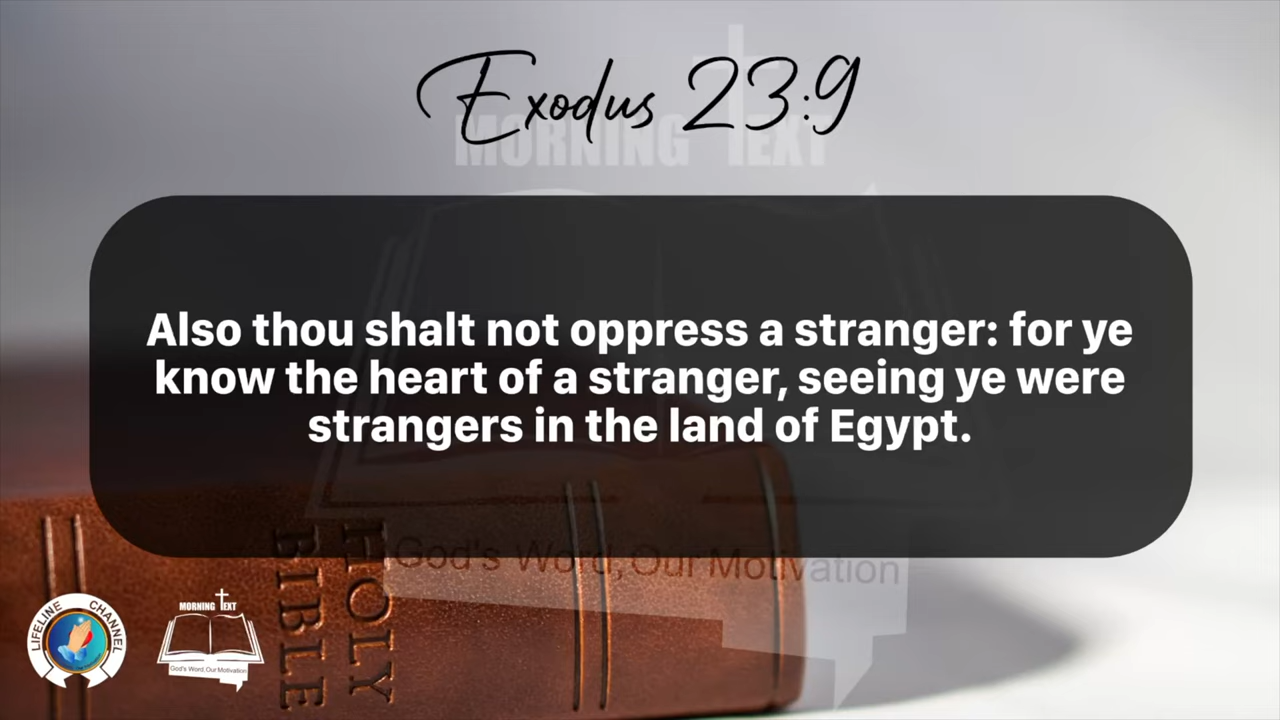 Exodus 23:9
MORNING TEXT
Also thou shalt not oppress a stranger: for ye
know the heart of a stranger, seeing ye were
strangers in the land of Egypt.
God's Word, Our Motivation
HOLY
BIBLE
LIFELINE CHANNEL
MORNING TEXT
God's Word, Our Motivation